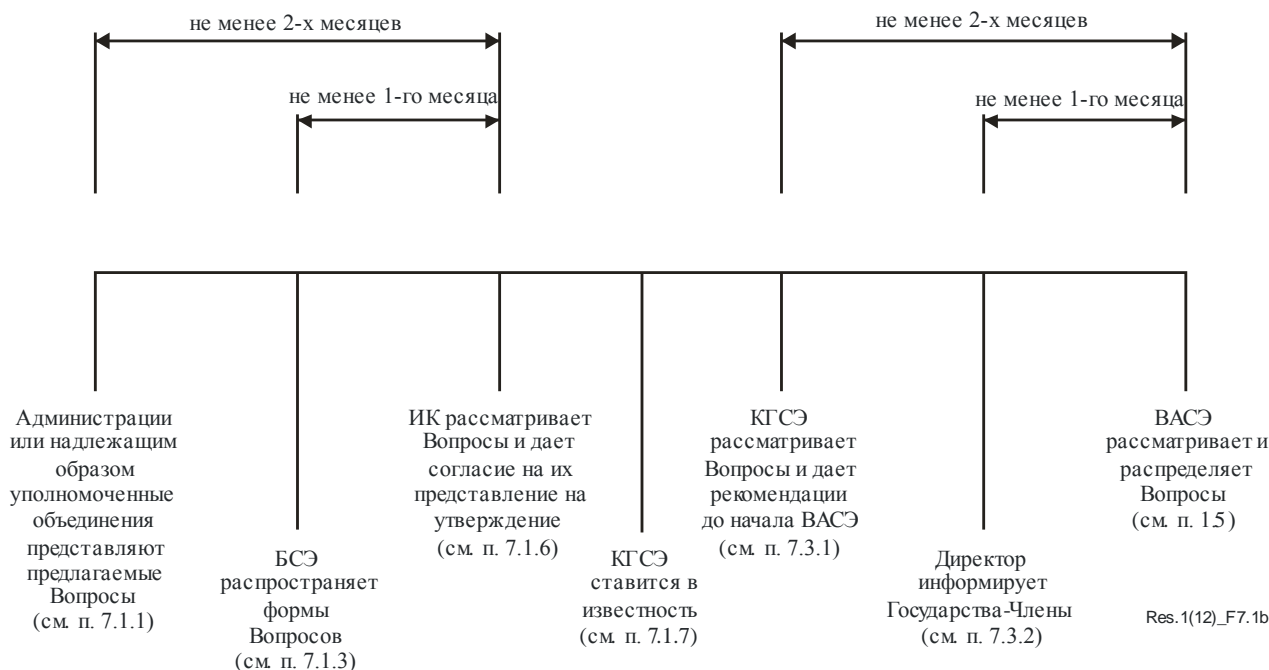 не менее 2-х месяцев
не менее 2-х месяцев
не менее 1-го месяца
не менее 1-го месяца
Администрации
или надлежащим
образом
уполномоченные
объединения
представляют
предлагаемые
Вопросы
(см. п. 7.1.1)
БСЭ
распространяет
формы
Вопросов
(см. п. 7.1.3)
ИК рассматривает
Вопросы и дает
согласие на их
представление на
утверждение
(см. п. 7.1.6)
КГСЭ
ставится в
известность
(см. п. 7.1.7)
КГСЭ
рассматривает
Вопросы и дает
рекомендации
до начала ВАСЭ
(см. п. 7.3.1)
Директор
информирует
Государства-Члены
(см. п. 7.3.2)
ВАСЭ
рассматривает и
распределяет
Вопросы
(см. п. 1.5)
Res.1(12)_F7.1b